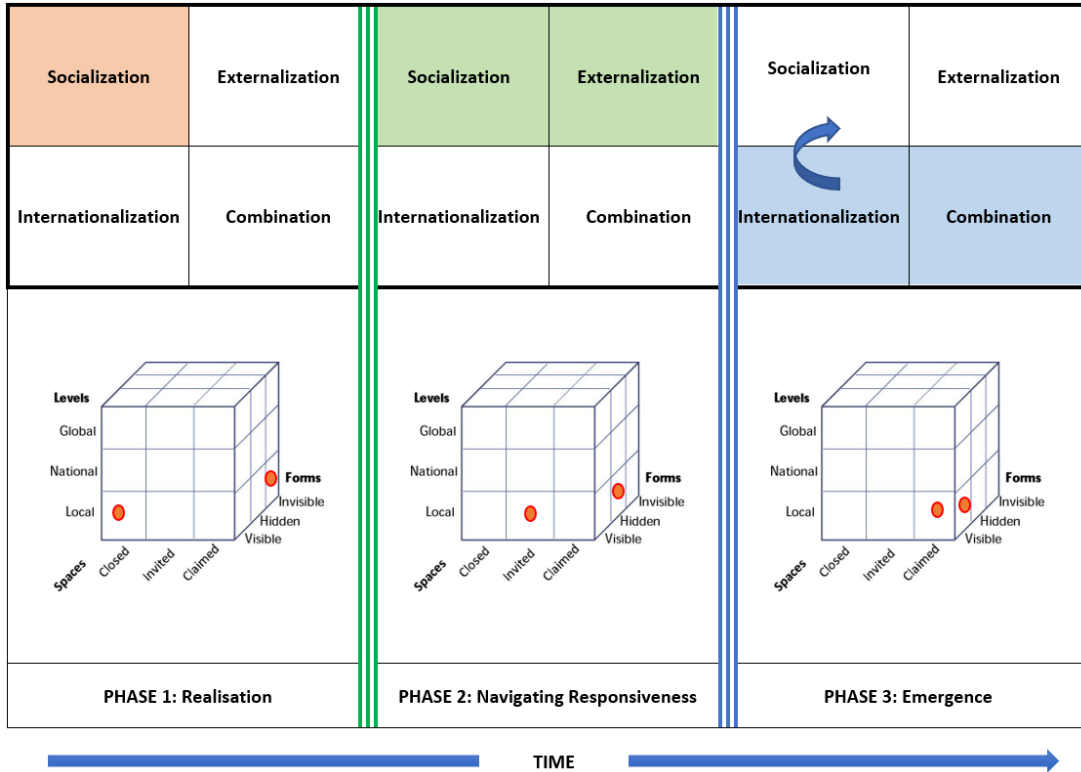 Socialization
Externalization
Socialization
Externalization
Socialization
Externalization
Internationalization
Combination
Internationalization
Combination
Internationalization
Combination
Levels
Global
National
Local
Spaces
Closed
Invited
Claimed
Forms
Invisible
Hidden
Visible
Levels
Global
National
Local
Spaces
Closed
Invited
Claimed
Forms
Invisible
Hidden
Visible
Levels
Global
National
Local
Spaces
Closed
Invited
Claimed
Forms
Invisible
Hidden
Visible
PHASE 1: Realisation
PHASE 2: Navigating Responsiveness
PHASE 3: Emergence
TIME